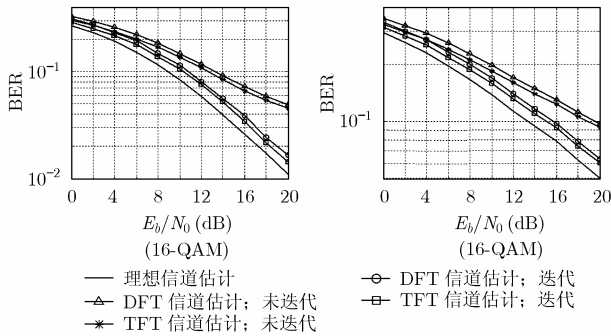 BER
10⁻¹
10⁻²
0 4 8 12 16 20
E_b/N_0 (dB)
(16-QAM)
BER
10⁻¹
0 4 8 12 16 20
E_b/N_0 (dB)
(16-QAM)
理想信道估计
DFT 信道估计；未迭代
TFT 信道估计；未迭代
DFT 信道估计；迭代
TFT 信道估计；迭代